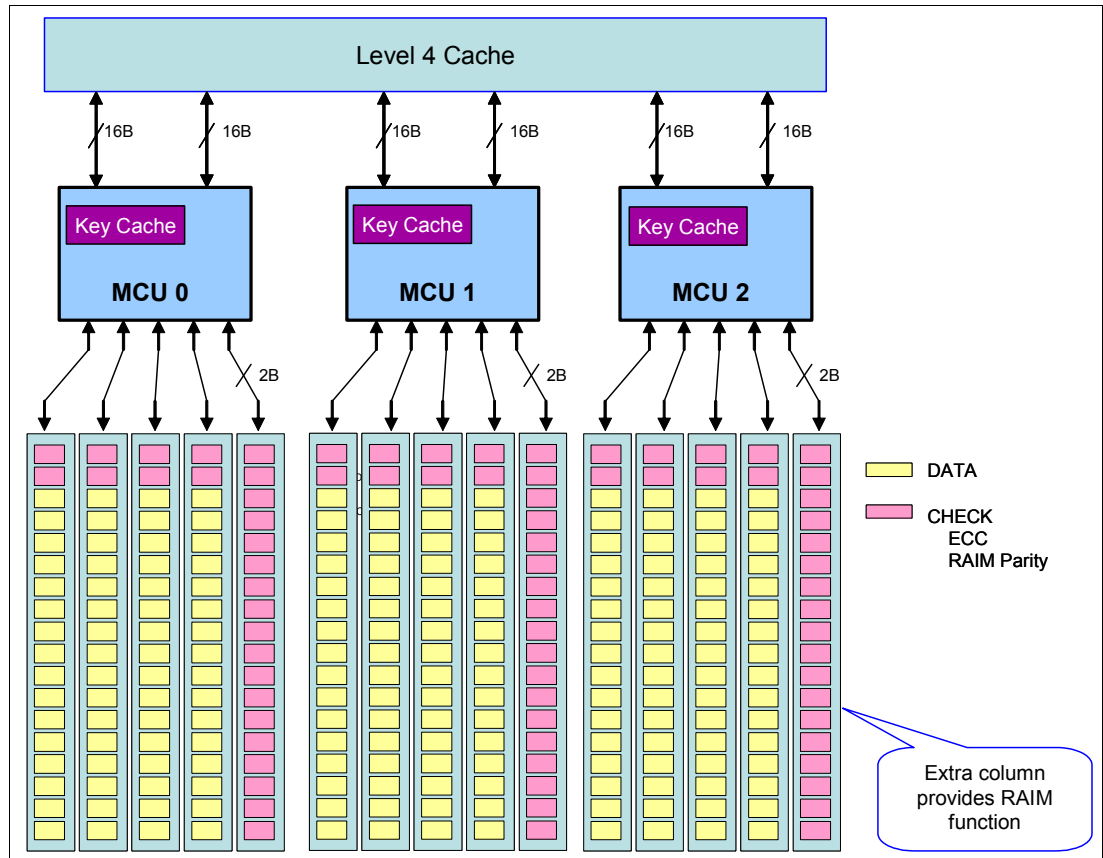 Level 4 Cache
16B 16B 16B 16B 16B 16B
Key Cache Key Cache Key Cache
MCU 0 MCU 1 MCU 2
2B 2B 2B
DATA
CHECK
ECC
RAIM Parity
Extra column
provides RAIM
function